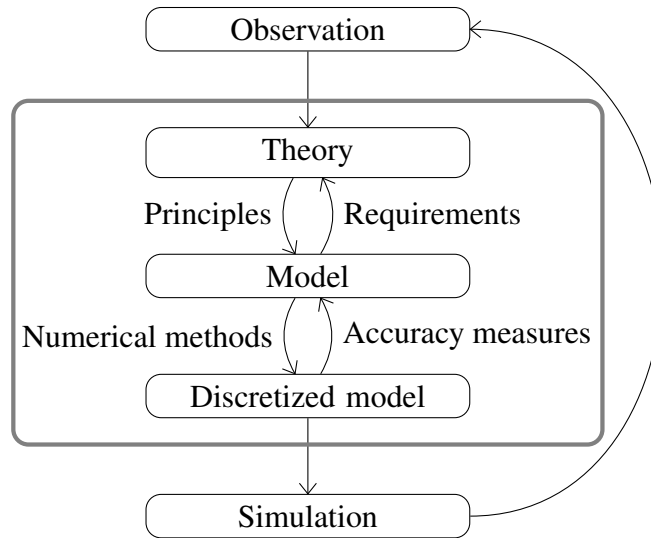 Observation
Theory
Principles
Requirements
Model
Numerical methods
Accuracy measures
Discretized model
Simulation